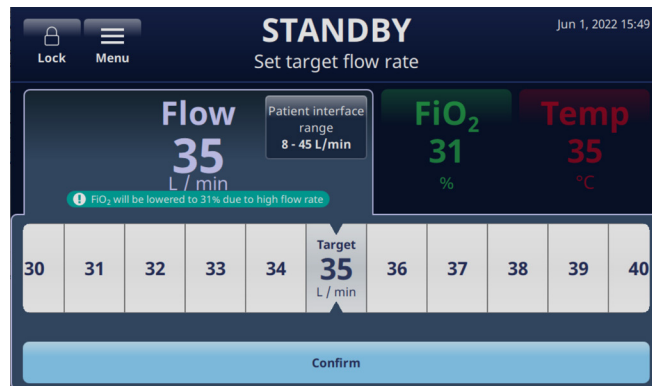 STANDBY
Jun 1, 2022 15:49
Lock
Menu
Set target flow rate
Flow
35
L / min
Patient interface
range
8 - 45 L/min
! FiO₂ will be lowered to 31% due to high flow rate
FiO₂
31
%
Temp
35
°C
30 31 32 33 34 Target 35 L / min 36 37 38 39 40
Confirm